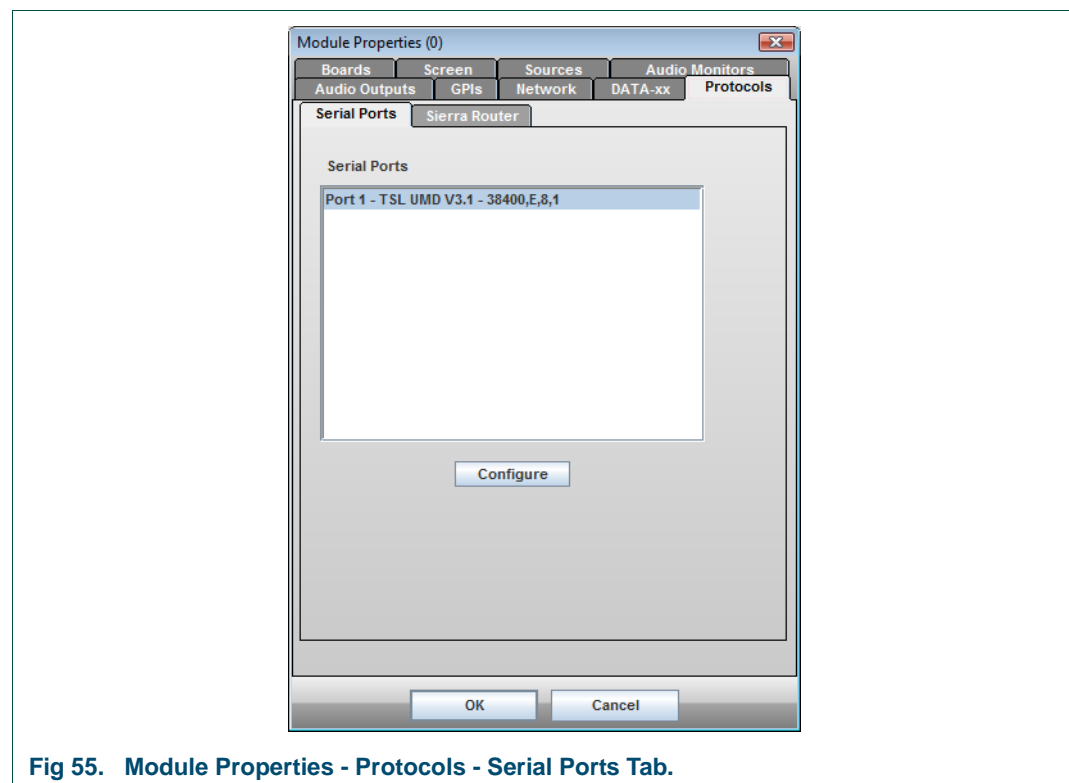 Module Properties (0)
Boards Screen Sources Audio Monitors
Audio Outputs GPIs Network DATA-xx Protocols
Serial Ports Sierra Router
Serial Ports
Port 1 - TSL UMD V3.1 - 38400,E,8,1
Configure
OK Cancel
Fig 55. Module Properties - Protocols - Serial Ports Tab.